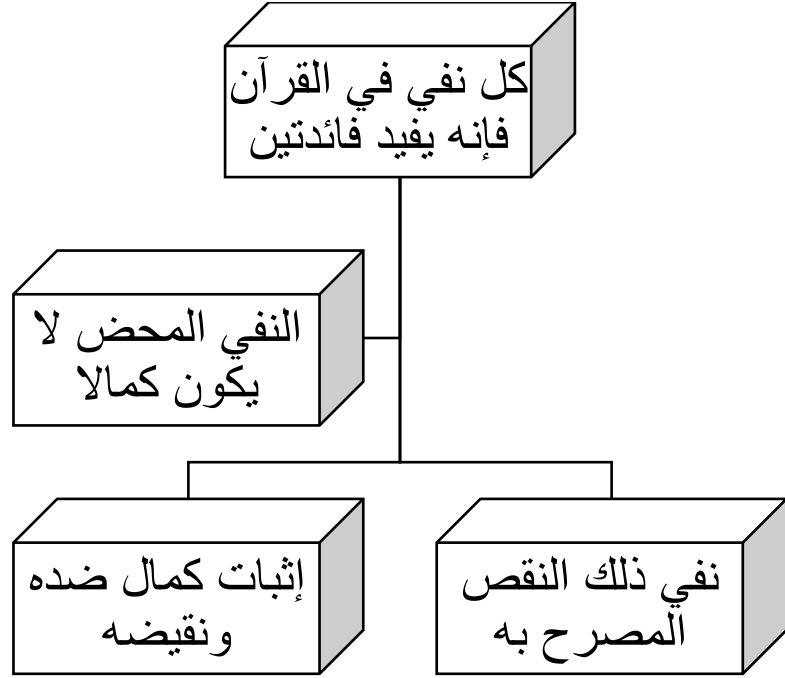 كل نفي في القرآن
فإنه يفيد فائدتين
النفي المحض لا
يكون كمالا
نفي ذلك النقص
المصرح به
إثبات كمال ضده
ونقيضه